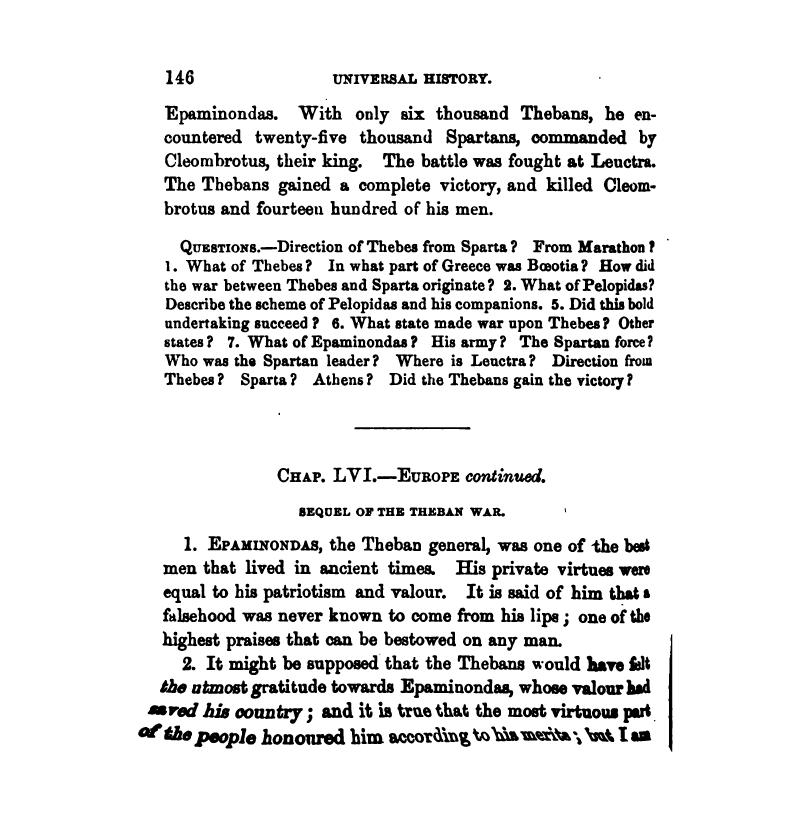 146 UNIVERSAL HISTORY.
Epaminondas. With only six thousand Thebans, he en-
countered twenty-five thousand Spartans, commanded by
Cleombrotus, their king. The battle was fought at Leuctra.
The Thebans gained a complete victory, and killed Cleom-
brotus and fourteen hundred of his men.
QUESTIONS.—Direction of Thebes from Sparta? From Marathon?
1. What of Thebes? In what part of Greece was Bœotia? How did
the war between Thebes and Sparta originate? 2. What of Pelopidas?
Describe the scheme of Pelopidas and his companions. 5. Did this bold
undertaking succeed? 6. What state made war upon Thebes? Other
states? 7. What of Epaminondas? His army? The Spartan force?
Who was the Spartan leader? Where is Leuctra? Direction from
Thebes? Sparta? Athens? Did the Thebans gain the victory?
CHAP. LVI.—EUROPE continued.
SEQUEL OF THE THEBAN WAR.
1. EPAMINONDAS, the Theban general, was one of the best
men that lived in ancient times. His private virtues were
equal to his patriotism and valour. It is said of him that a
falsehood was never known to come from his lips; one of the
highest praises that can be bestowed on any man.
2. It might be supposed that the Thebans would have felt
the utmost gratitude towards Epaminondas, whose valour had
saved his country; and it is true that the most virtuous part
of the people honoured him according to his merits; but I am